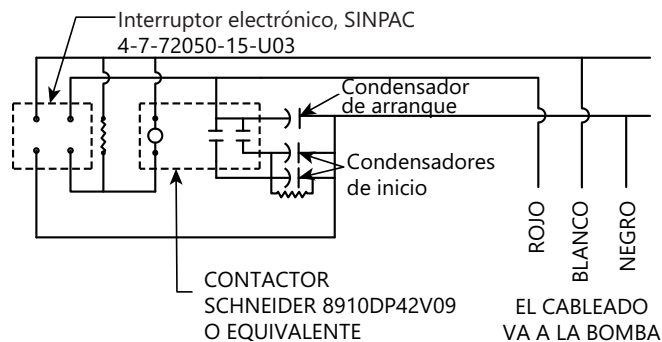 Interruptor electrónico, SINPAC
4-7-72050-15-U03
Condensador
de arranque
Condensadores
de inicio
ROJO
BLANCO
NEGRO
CONTACTOR
SCHNEIDER 8910DP42V09
O EQUIVALENTE
EL CABLEADO
VA A LA BOMBA